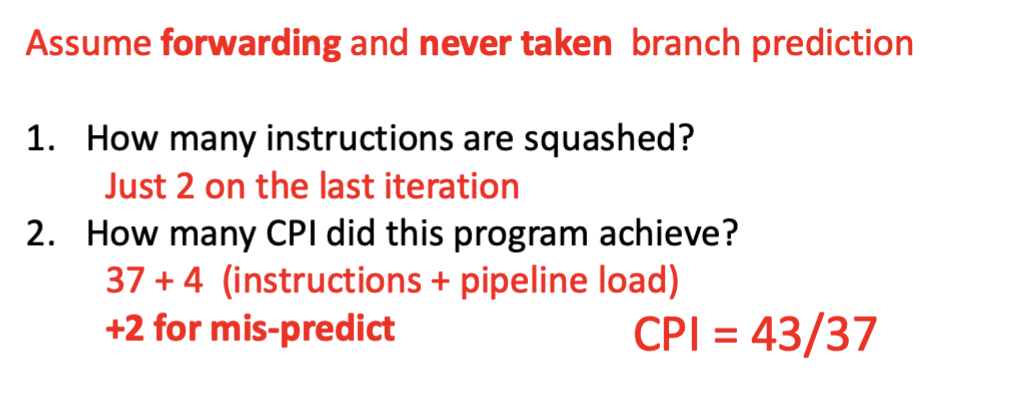 Assume forwarding and never taken branch prediction
1. How many instructions are squashed?
Just 2 on the last iteration
2. How many CPI did this program achieve?
37 + 4 (instructions + pipeline load)
+2 for mis-predict
CPI = 43/37